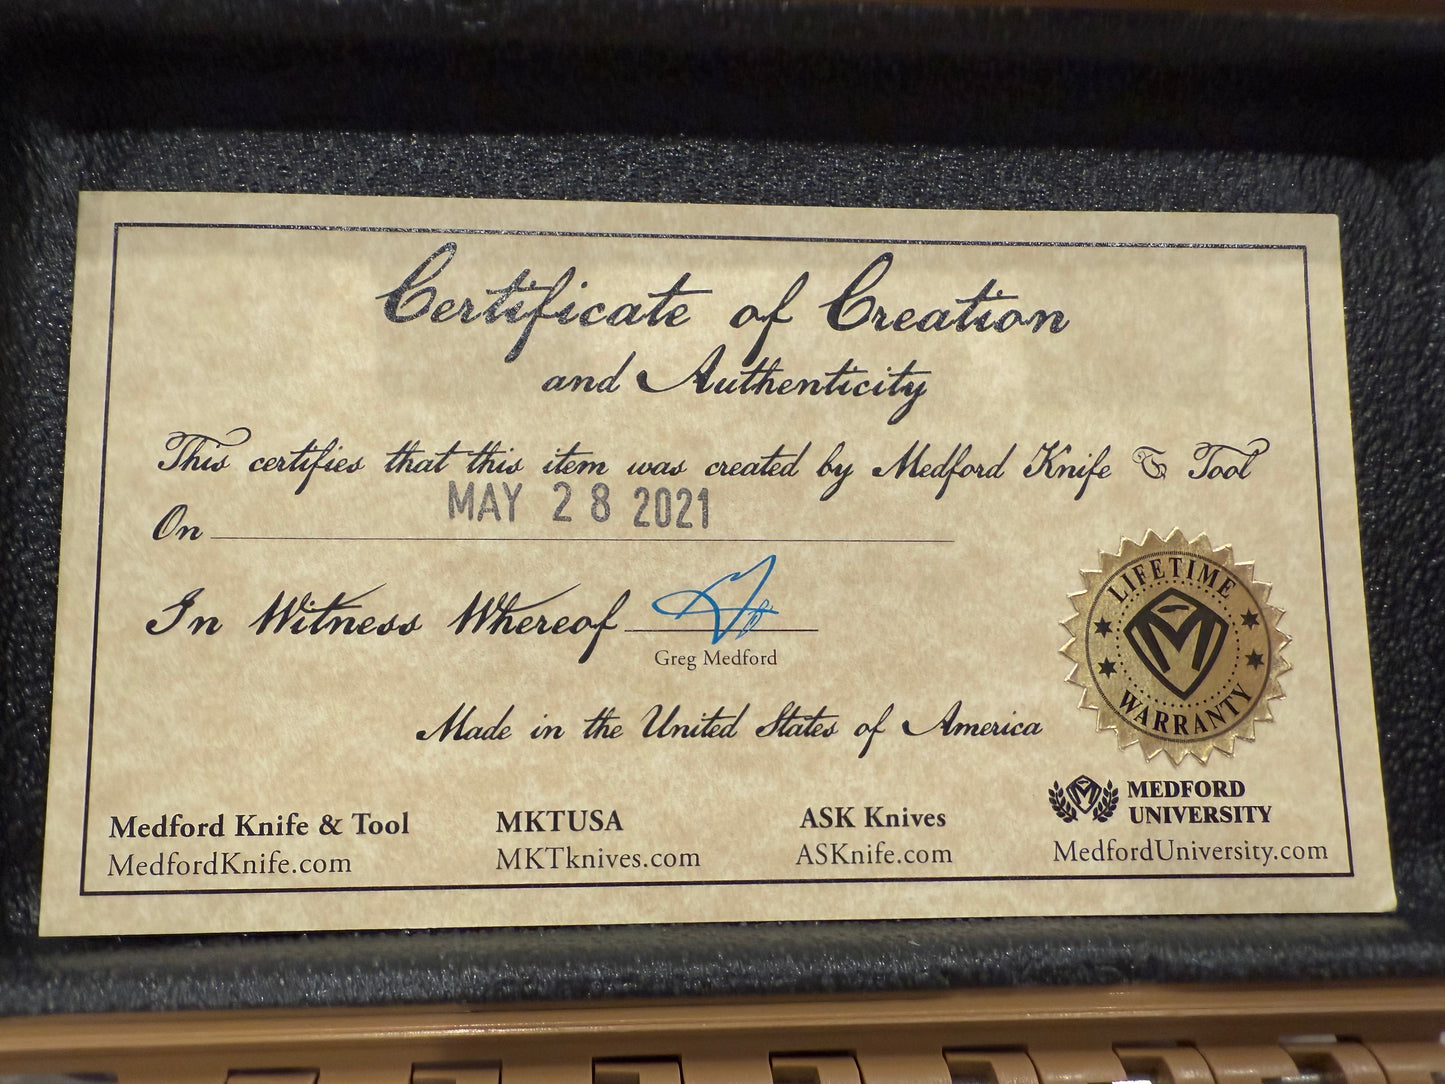 Certificate of Creation
and Authenticity
This certifies that this item was created by Medford Knife & Tool
On MAY 28 2021
In Witness Whereof
Greg Medford
LIFETIME
WARRANTY
Made in the United States of America
Medford Knife & Tool
MedfordKnife.com
MKTUSA
MKTknives.com
ASK Knives
ASKnife.com
MEDFORD
UNIVERSITY
MedfordUniversity.com